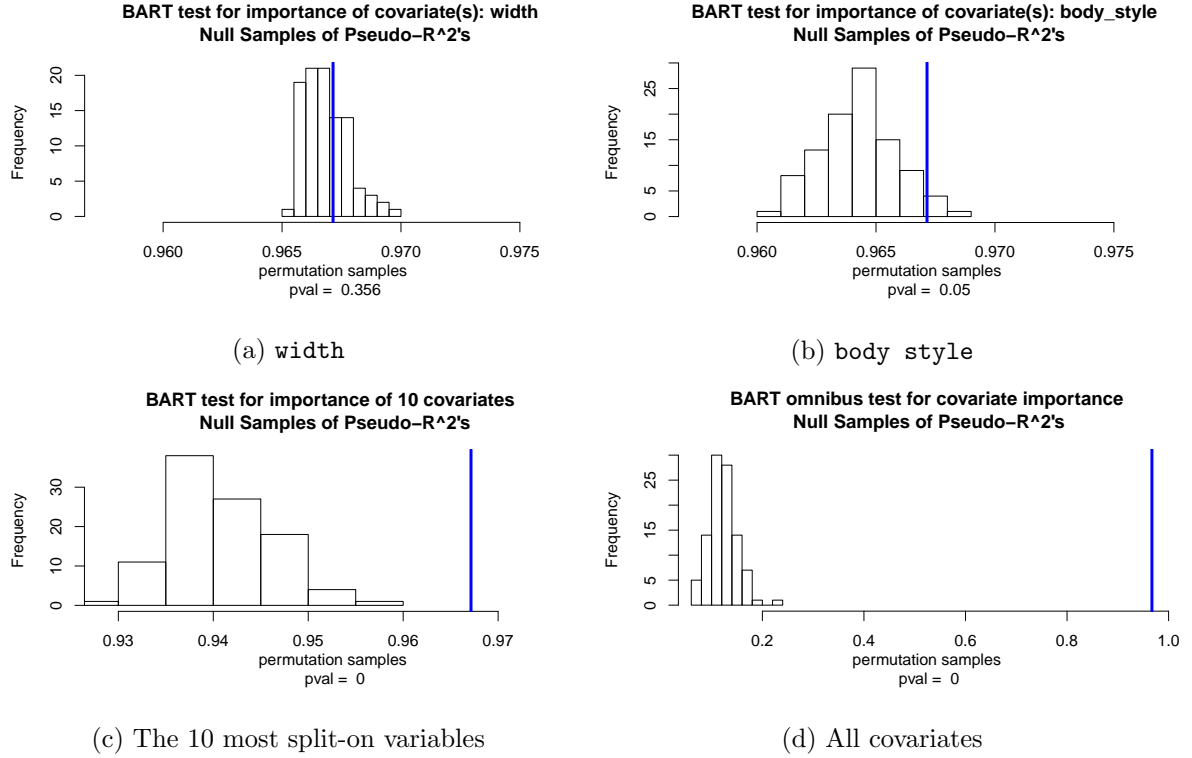 BART test for importance of covariate(s): width
Null Samples of Pseudo−R^2's
Frequency
20
15
10
5
0
0.960 0.965 0.970 0.975
permutation samples
pval = 0.356
(a) width
BART test for importance of covariate(s): body_style
Null Samples of Pseudo−R^2's
Frequency
25
15
5
0
0.960 0.965 0.970 0.975
permutation samples
pval = 0.05
(b) body style
BART test for importance of 10 covariates
Null Samples of Pseudo−R^2's
Frequency
30
20
10
0
0.93 0.94 0.95 0.96 0.97
permutation samples
pval = 0
(c) The 10 most split-on variables
BART omnibus test for covariate importance
Null Samples of Pseudo−R^2's
Frequency
25
15
5
0
0.2 0.4 0.6 0.8 1.0
permutation samples
pval = 0
(d) All covariates